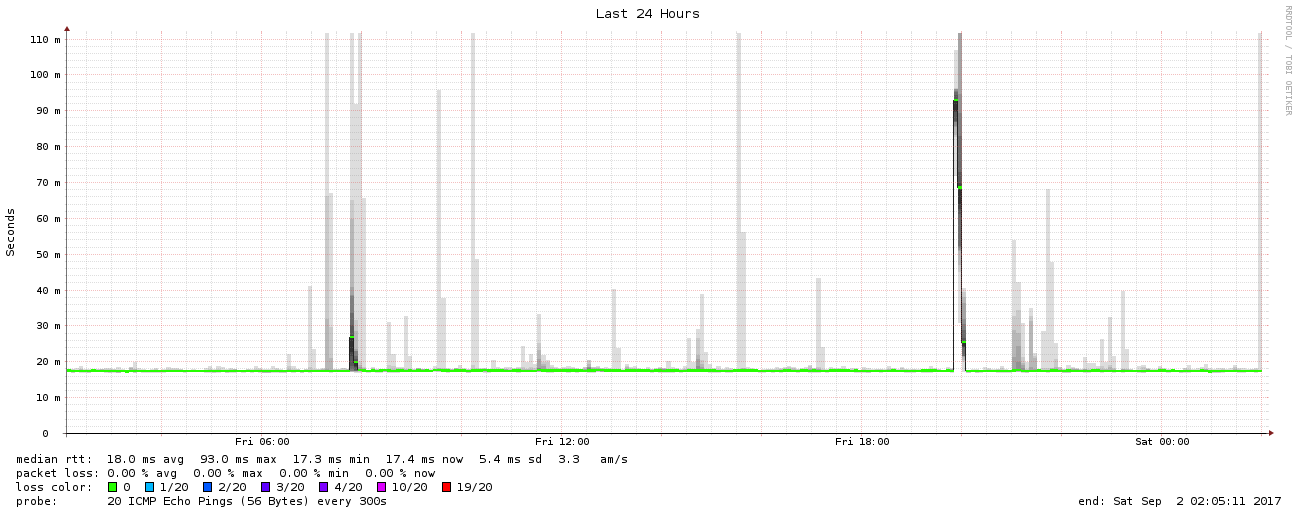 Last 24 Hours
RRDTOOL / TOBI OETIKER
Seconds
110 m
100 m
90 m
80 m
70 m
60 m
50 m
40 m
30 m
20 m
10 m
0
Fri 06:00 Fri 12:00 Fri 18:00 Sat 00:00
median rtt: 18.0 ms avg 93.0 ms max 17.3 ms min 17.4 ms now 5.4 ms sd 3.3 am/s
packet loss: 0.00 % avg 0.00 % max 0.00 % min 0.00 % now
loss color: 0 1/20 2/20 3/20 4/20 10/20 19/20
probe: 20 ICMP Echo Pings (56 Bytes) every 300s end: Sat Sep 2 02:05:11 2017